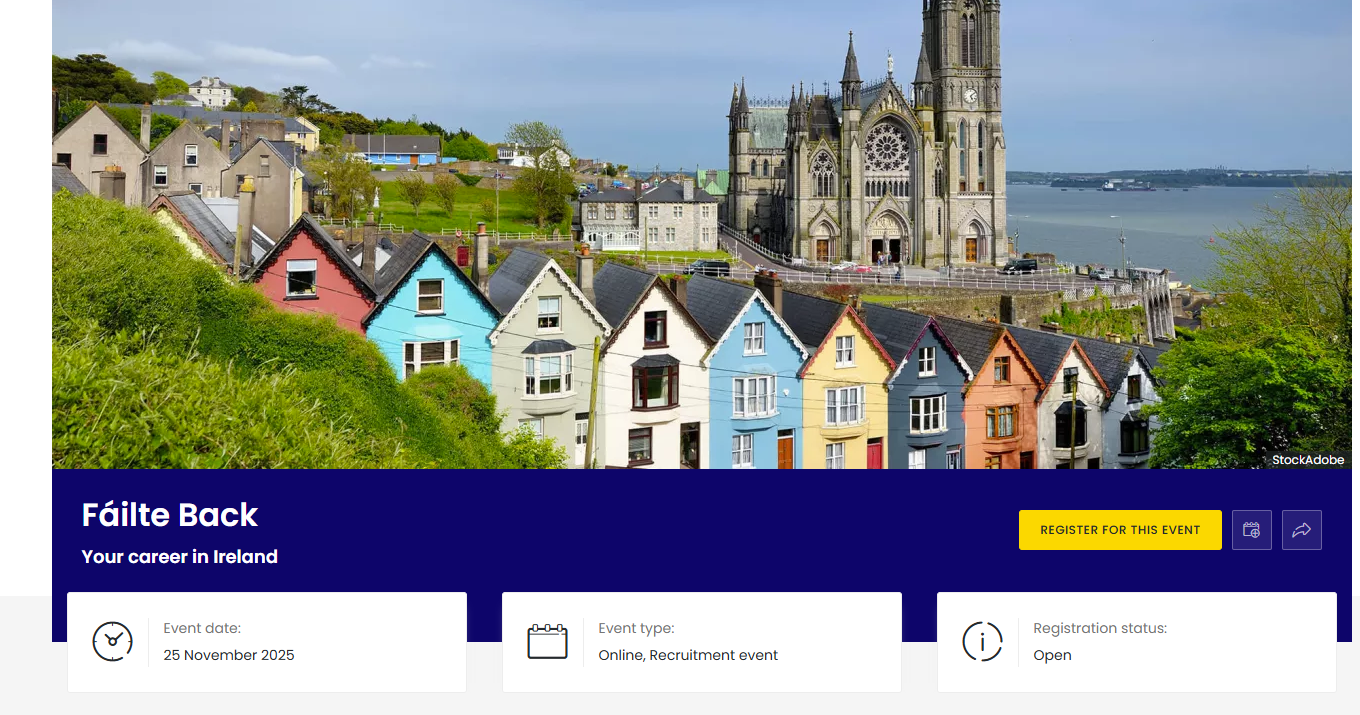 StockAdobe
Fáilte Back
Your career in Ireland
REGISTER FOR THIS EVENT
Event date:
25 November 2025
Event type:
Online, Recruitment event
Registration status:
Open